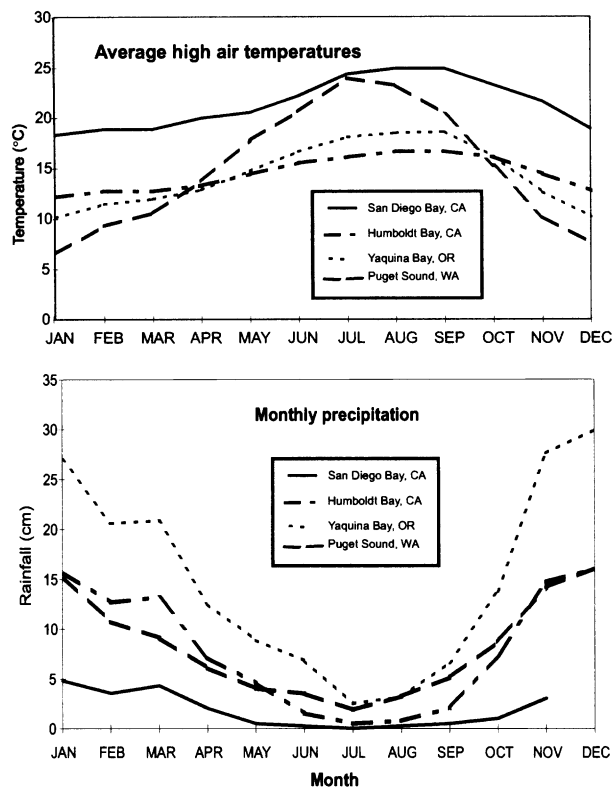 30
Average high air temperatures
25
20
15
10
5
0
Temperature (°C)
San Diego Bay, CA
Humboldt Bay, CA
Yaquina Bay, OR
Puget Sound, WA
JAN FEB MAR APR MAY JUN JUL AUG SEP OCT NOV DEC
35
Monthly precipitation
30
25
20
15
10
5
0
Rainfall (cm)
San Diego Bay, CA
Humboldt Bay, CA
Yaquina Bay, OR
Puget Sound, WA
JAN FEB MAR APR MAY JUN JUL AUG SEP OCT NOV DEC
Month